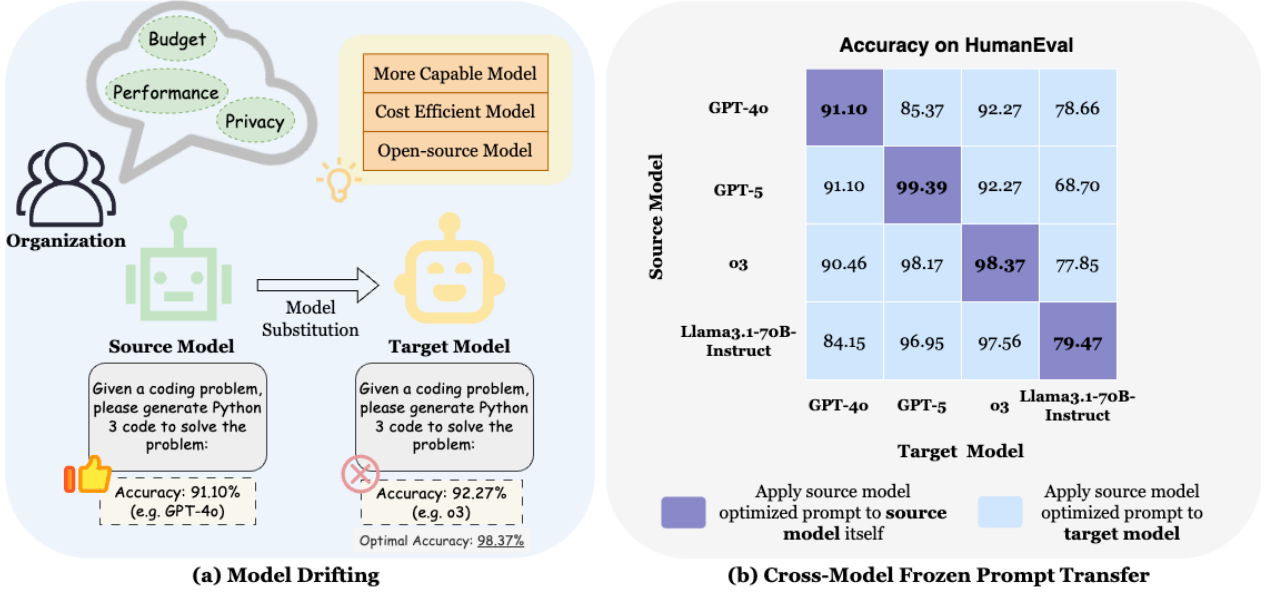 Budget
Performance
Privacy
More Capable Model
Cost Efficient Model
Open-source Model
Organization
Model
Substitution
Source Model
Target Model
Given a coding problem,
please generate Python
3 code to solve the
problem:
Given a coding problem,
please generate Python
3 code to solve the
problem:
Accuracy: 91.10%
(e.g. GPT-4o)
Accuracy: 92.27%
(e.g. o3)
Optimal Accuracy: 98.37%
(a) Model Drifting
Accuracy on HumanEval
Source Model
GPT-4o 91.10 85.37 92.27 78.66
GPT-5 91.10 99.39 92.27 68.70
o3 90.46 98.17 98.37 77.85
Llama3.1-70B-
Instruct 84.15 96.95 97.56 79.47
GPT-4o GPT-5 o3 Llama3.1-70B-
Instruct
Target Model
Apply source model
optimized prompt to source
model itself
Apply source model
optimized prompt to
target model
(b) Cross-Model Frozen Prompt Transfer